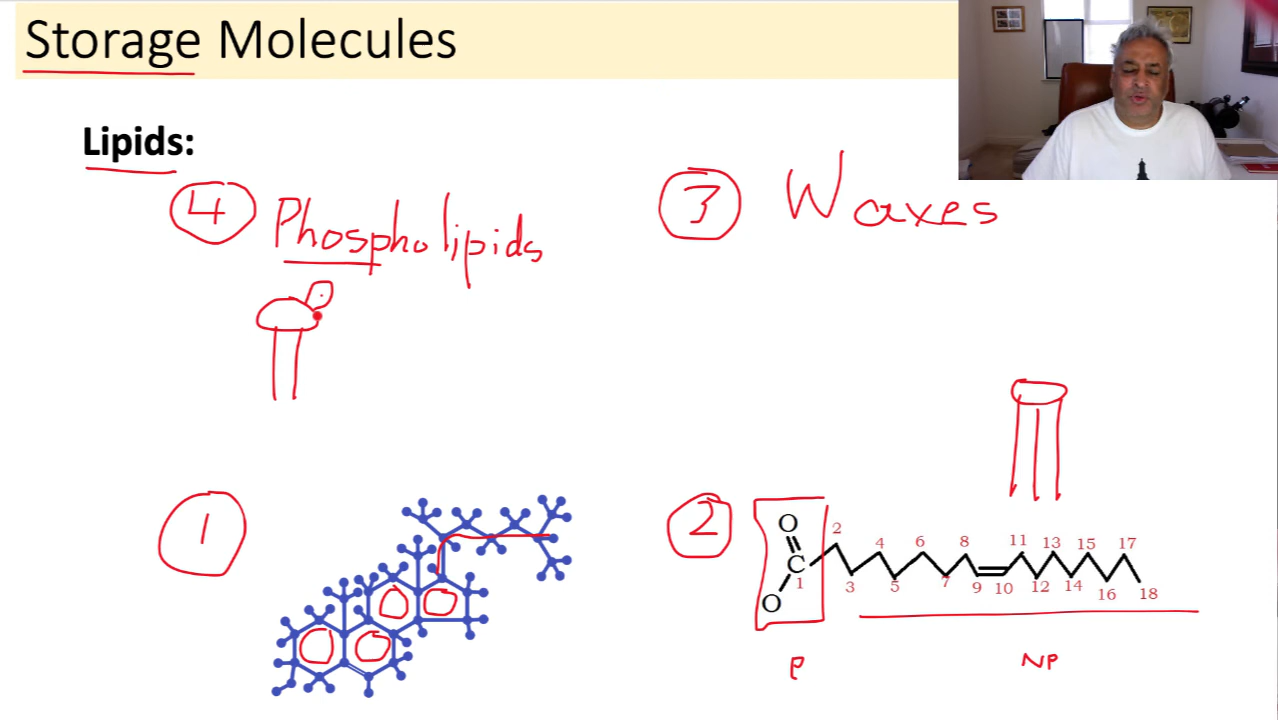 Storage Molecules
Lipids:
4 Phospholipids
3 Waxes
1
2
O
C
O
1 2 3 4 5 6 7 8 9 10 11 12 13 14 15 16 17 18
P
NP